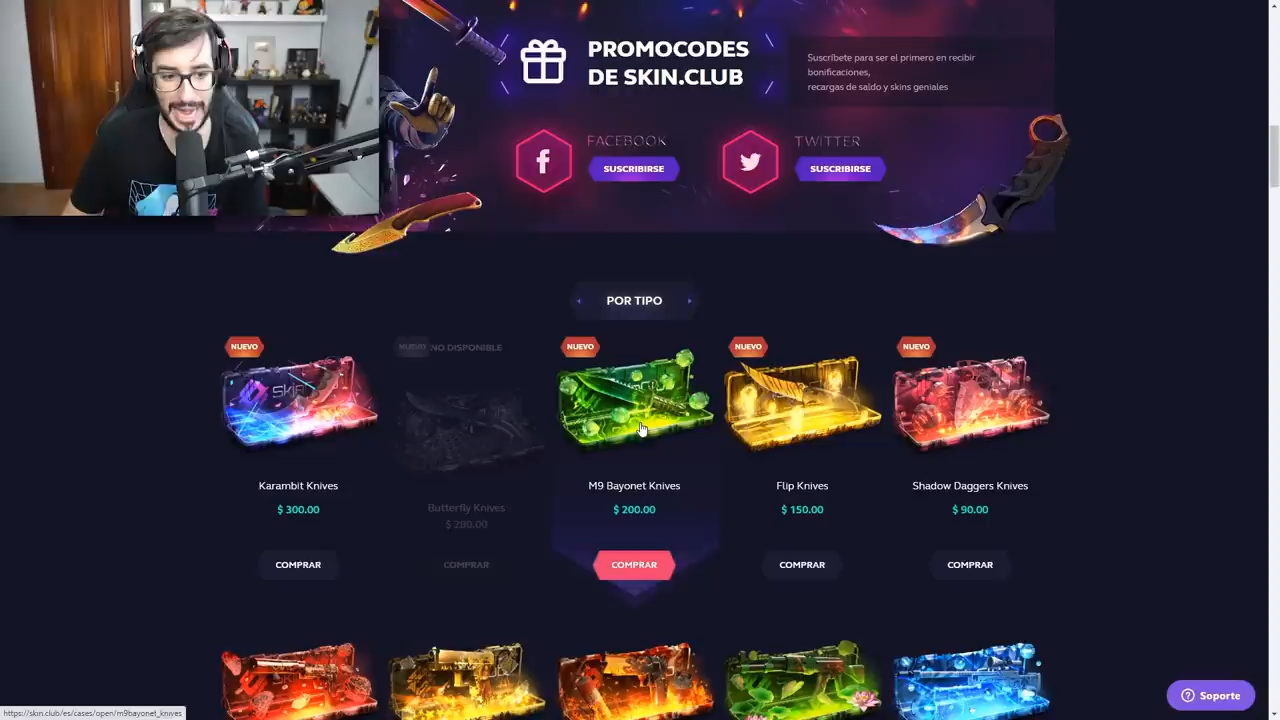 PROMOCODES
DE SKIN.CLUB
Suscríbete para ser el primero en recibir
bonificaciones,
recargas de saldo y skins geniales
FACEBOOK
TWITTER
SUSCRIBIRSE
SUSCRIBIRSE
POR TIPO
NUEVO
NUEVO
NO DISPONIBLE
NUEVO
NUEVO
NUEVO
Karambit Knives
Butterfly Knives
M9 Bayonet Knives
Flip Knives
Shadow Daggers Knives
$ 300.00
$ 280.00
$ 200.00
$ 150.00
$ 90.00
COMPRAR
COMPRAR
COMPRAR
COMPRAR
COMPRAR
Soporte
https://skin.club/es/cases/open/m9bayonet_knives